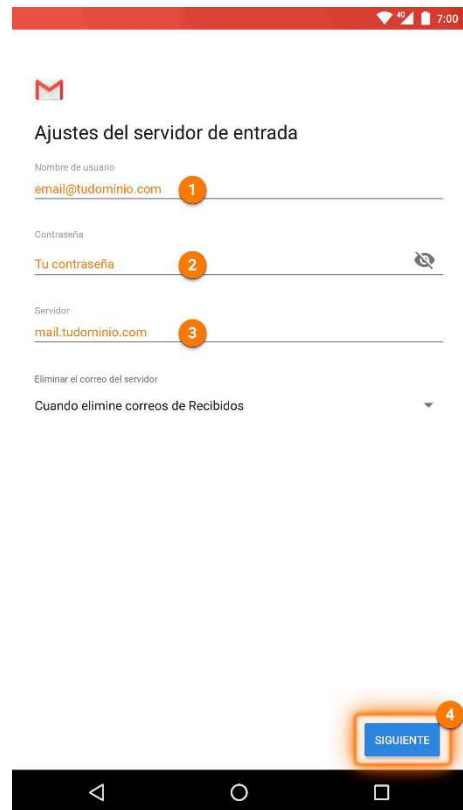 4G 7:00
Ajustes del servidor de entrada
Nombre de usuario
email@tudominio.com 1
Contraseña
Tu contraseña 2
Servidor
mail.tudominio.com 3
Eliminar el correo del servidor
Cuando elimine correos de Recibidos
4
SIGUIENTE